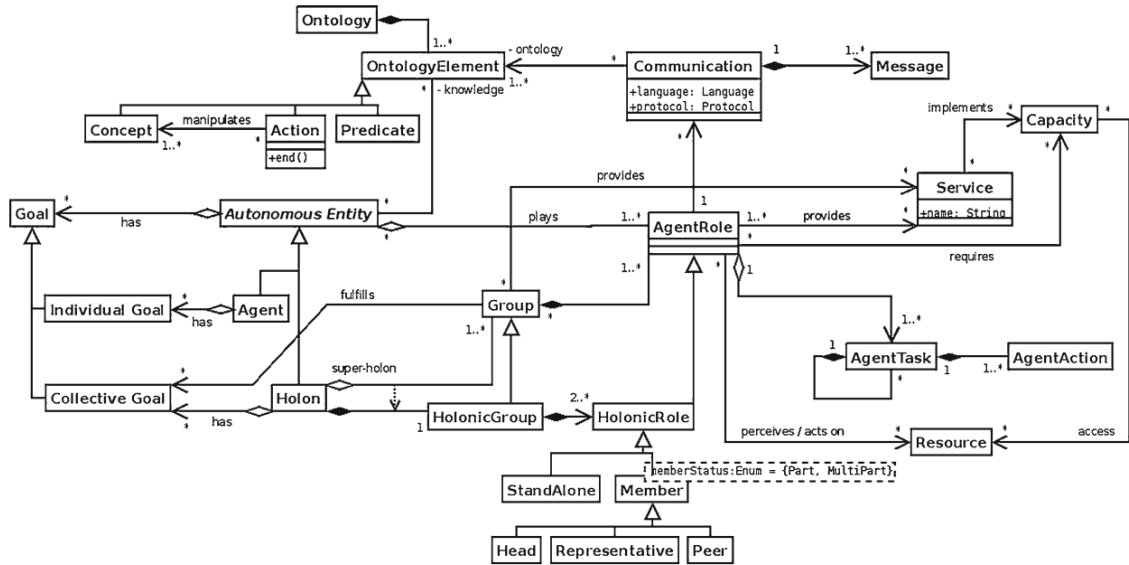 Ontology
1..*
- ontology
*
1
1..*
OntologyElement
Communication
Message
* - knowledge
1..*
+language: Language
+protocol: Protocol
implements
*
*
Concept
manipulates
Action
Predicate
Capacity
1..*
*
+end()
*
*
*
provides
*
Service
+name: String
Goal
*
has
Autonomous Entity
*
*
plays
1..*
1
AgentRole
1..*
provides
*
*
requires
1..*
*
1
Individual Goal
*
has
Agent
fulfills
Group
*
1..*
1..*
1
AgentTask
1
1..*
AgentAction
*
super-holon
Collective Goal
*
*
has
Holon
1
HolonicGroup
2..*
HolonicRole
perceives / acts on
*
Resource
*
access
memberStatus:Enum = {Part, MultiPart}
StandAlone
Member
Head
Representative
Peer